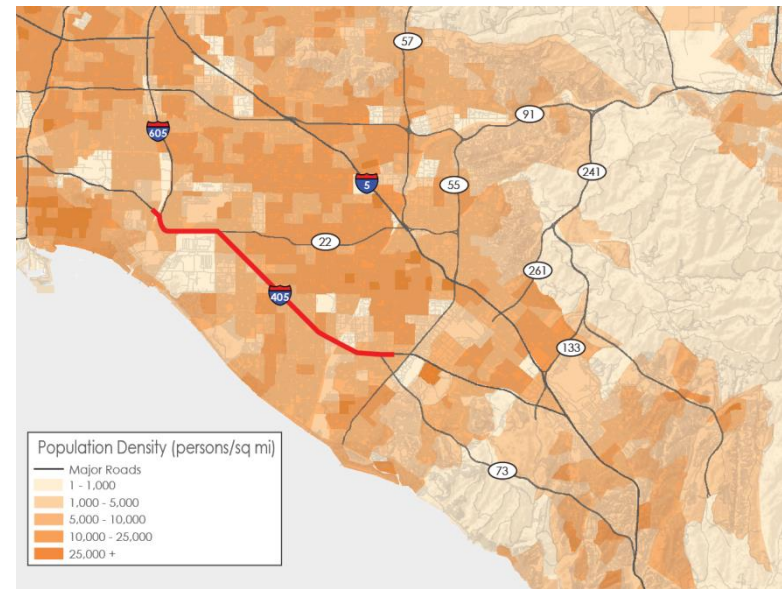 57
91
605
241
5
55
22
261
405
133
73
Population Density (persons/sq mi)
Major Roads
1 - 1,000
1,000 - 5,000
5,000 - 10,000
10,000 - 25,000
25,000 +